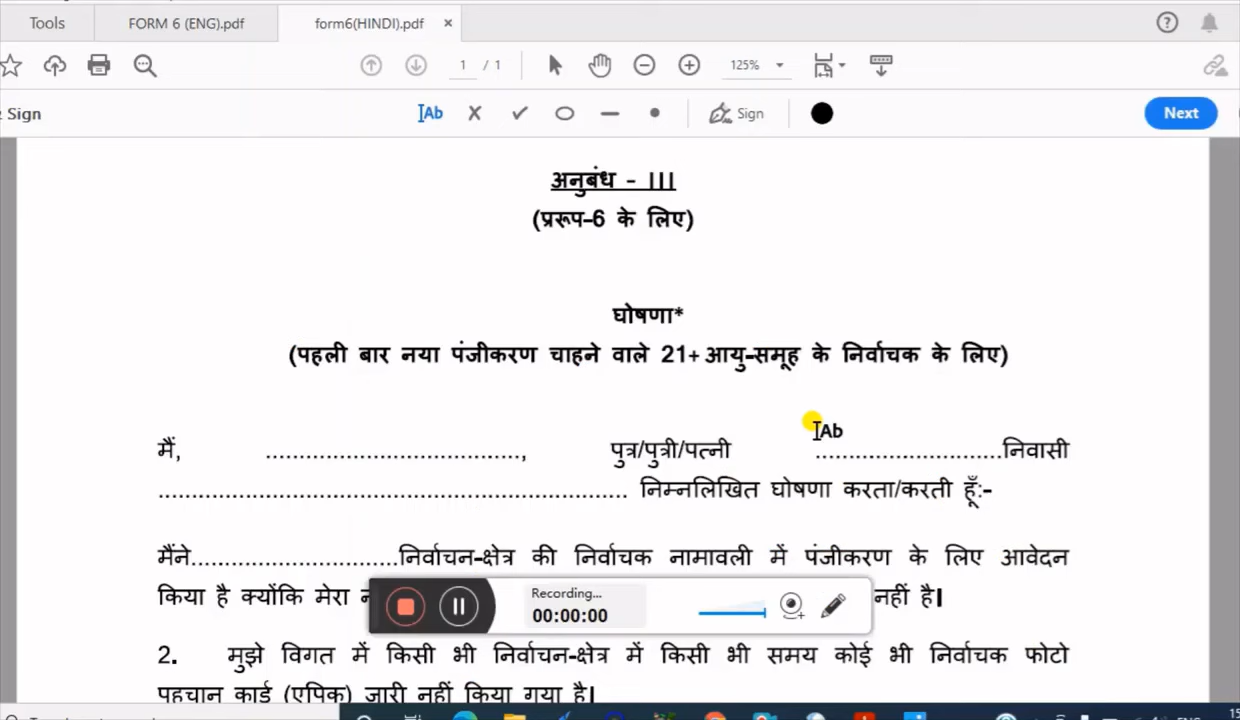 Tools FORM 6 (ENG).pdf form6(HINDI).pdf ×
1 / 1 125%
Sign Ab Sign Next
अनुबंध - III
(प्ररूप-6 के लिए)
घोषणा*
(पहली बार नया पंजीकरण चाहने वाले 21+ आयु-समूह के निर्वाचक के लिए)
Ab
मैं, ......................................, पुत्र/पुत्री/पत्नी ............................निवासी
...................................................................... निम्नलिखित घोषणा करता/करती हूँ:-
मैंने...............................निर्वाचन-क्षेत्र की निर्वाचक नामावली में पंजीकरण के लिए आवेदन
किया है क्योंकि मेरा नहीं है।
Recording...
00:00:00
2. मुझे विगत में किसी भी निर्वाचन-क्षेत्र में किसी भी समय कोई भी निर्वाचक फोटो
पहचान कार्ड (एपिक) जारी नहीं किया गया है।